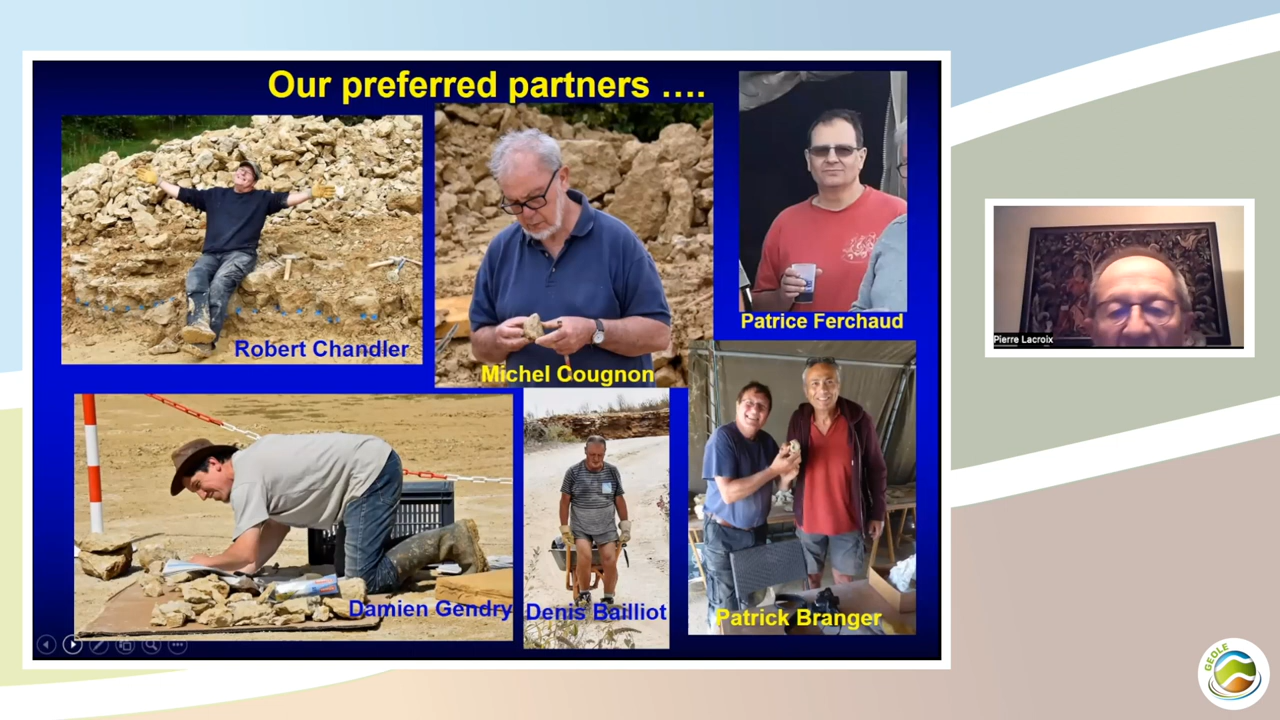 Our preferred partners ....
Robert Chandler
Michel Cougnon
Patrice Ferchaud
Damien Gendry
Denis Bailliot
Patrick Branger
Pierre Lacroix
GEOLE